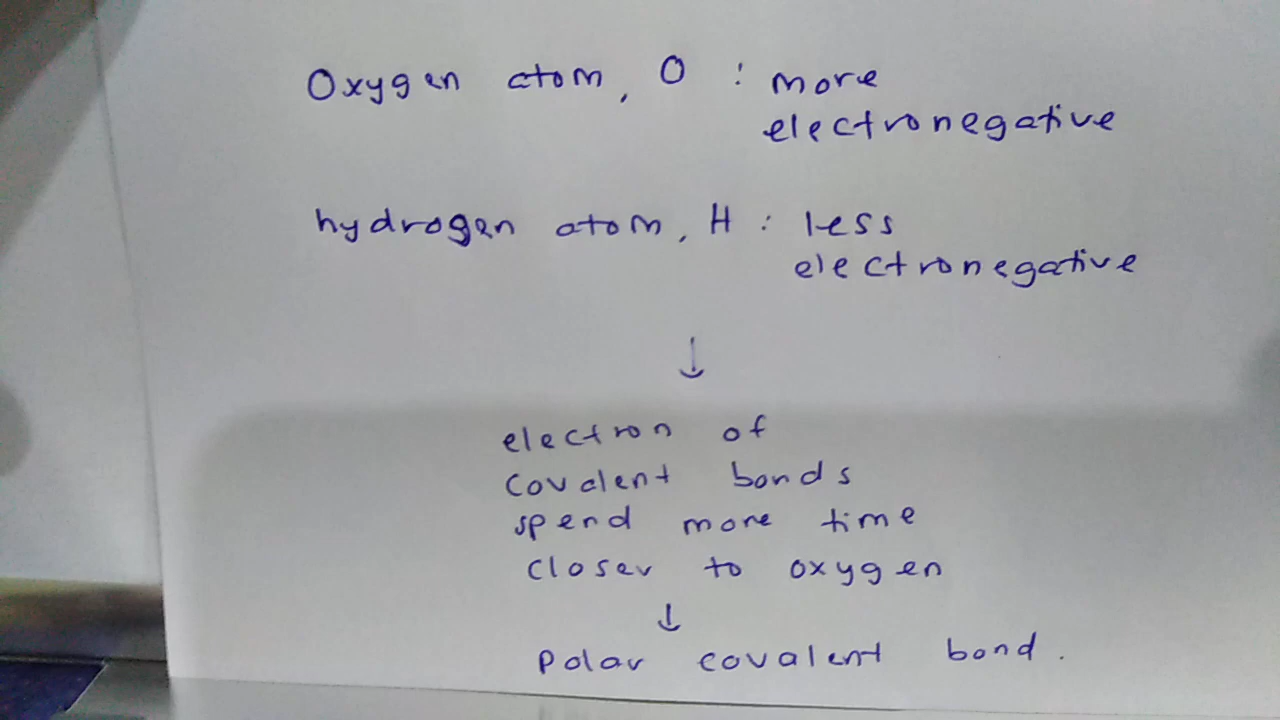 Oxygen atom, O : more
electronegative
hydrogen atom, H : less
electronegative
↓
electron of
covalent bonds
spend more time
closer to oxygen
↓
Polar covalent bond.